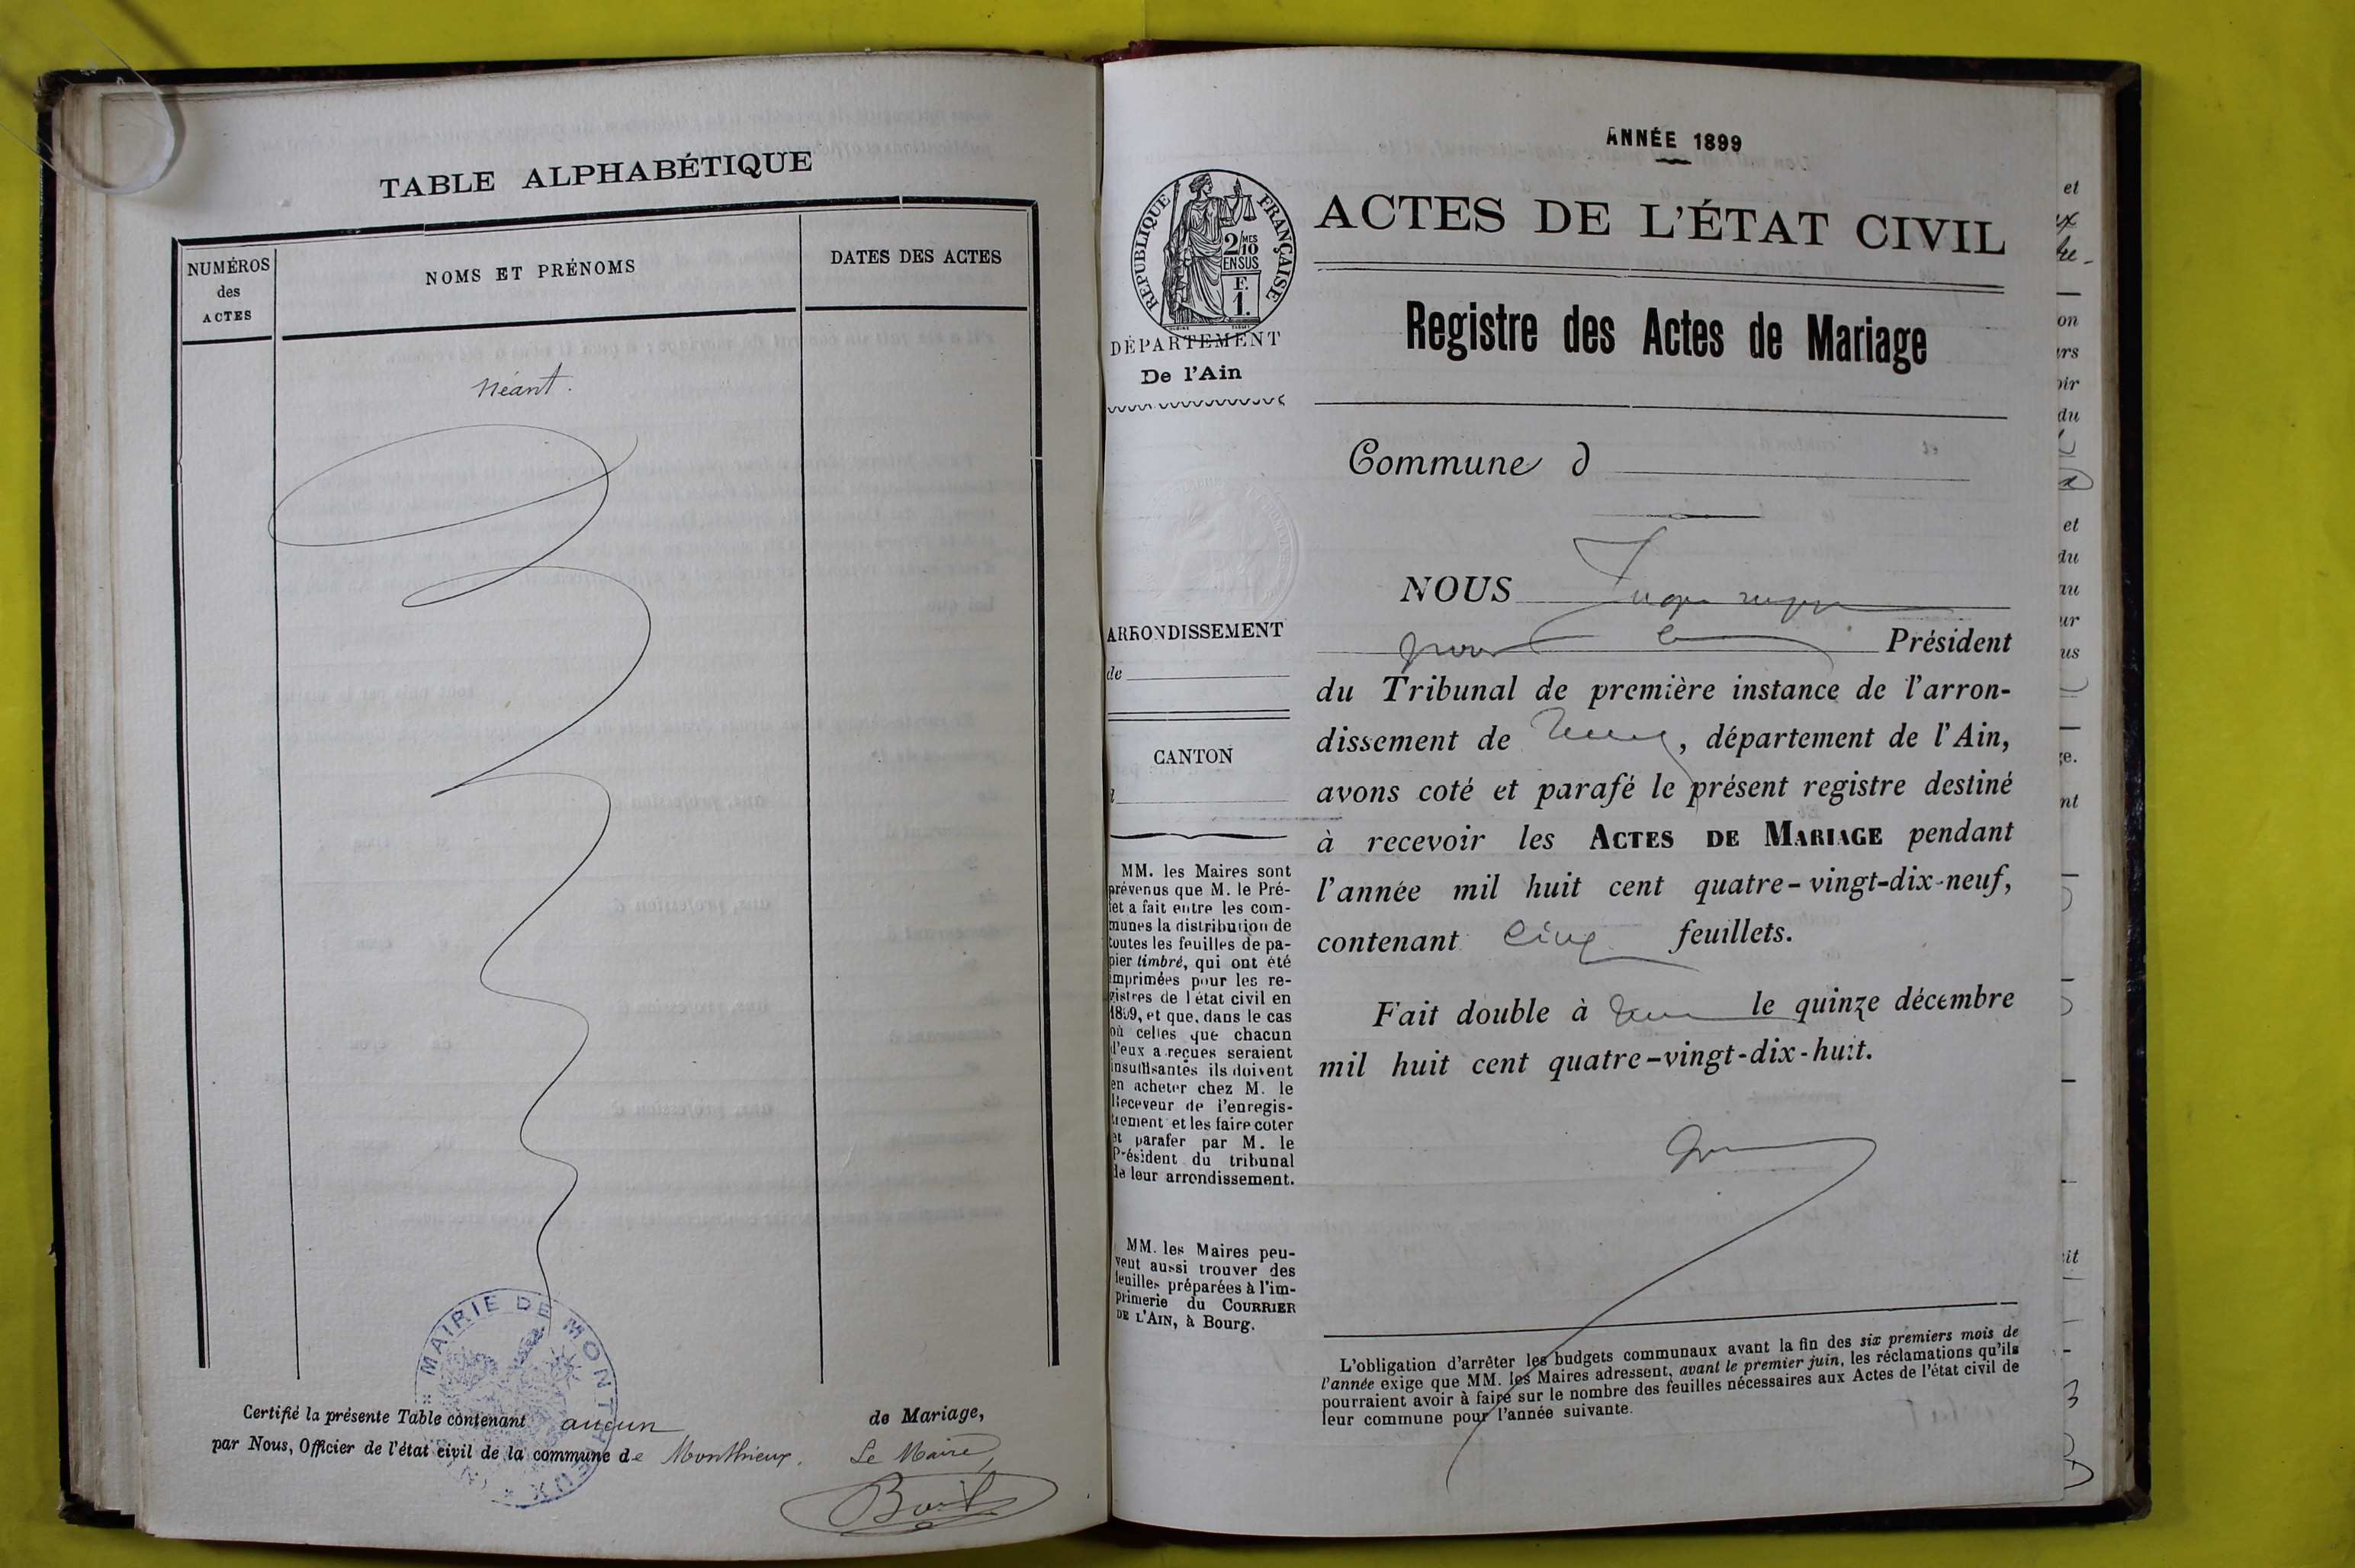 TABLE ALPHABÉTIQUE
NUMÉROS
des
ACTES
NOMS ET PRÉNOMS
DATES DES ACTES
Néant.
MAIRIE DE MONTHIEUX
Certifié la présente Table contenant aucun de Mariage,
par Nous, Officier de l'état civil de la commune de Monthieux. Le Maire,
ANNÉE 1899
RÉPUBLIQUE FRANÇAISE
2/10 MES
EN SUS
F.
1.
DÉPARTEMENT
De l'Ain
ACTES DE L'ÉTAT CIVIL
Registre des Actes de Mariage
Commune d
ARRONDISSEMENT
de
CANTON
d
MM. les Maires sont
prévenus que M. le Pré-
fet a fait entre les com-
munes la distribution de
toutes les feuilles de pa-
pier timbré, qui ont été
imprimées pour les re-
gistres de l'état civil en
1899, et que, dans le cas
où celles que chacun
d'eux a reçues seraient
insuffisantes ils doivent
en acheter chez M. le
Receveur de l'enregis-
trement et les faire coter
et parafer par M. le
Président du tribunal
de leur arrondissement.
MM. les Maires peu-
vent aussi trouver des
feuilles préparées à l'im-
primerie du COURRIER
DE L'AIN, à Bourg.
NOUS Juge
pour le Président
du Tribunal de première instance de l'arron-
dissement de , département de l'Ain,
avons coté et parafé le présent registre destiné
à recevoir les ACTES DE MARIAGE pendant
l'année mil huit cent quatre-vingt-dix-neuf,
contenant Cinq feuillets.
Fait double à le quinze décembre
mil huit cent quatre-vingt-dix-huit.
L'obligation d'arrêter les budgets communaux avant la fin des six premiers mois de
l'année exige que MM. les Maires adressent, avant le premier juin, les réclamations qu'ils
pourraient avoir à faire sur le nombre des feuilles nécessaires aux Actes de l'état civil de
leur commune pour l'année suivante.